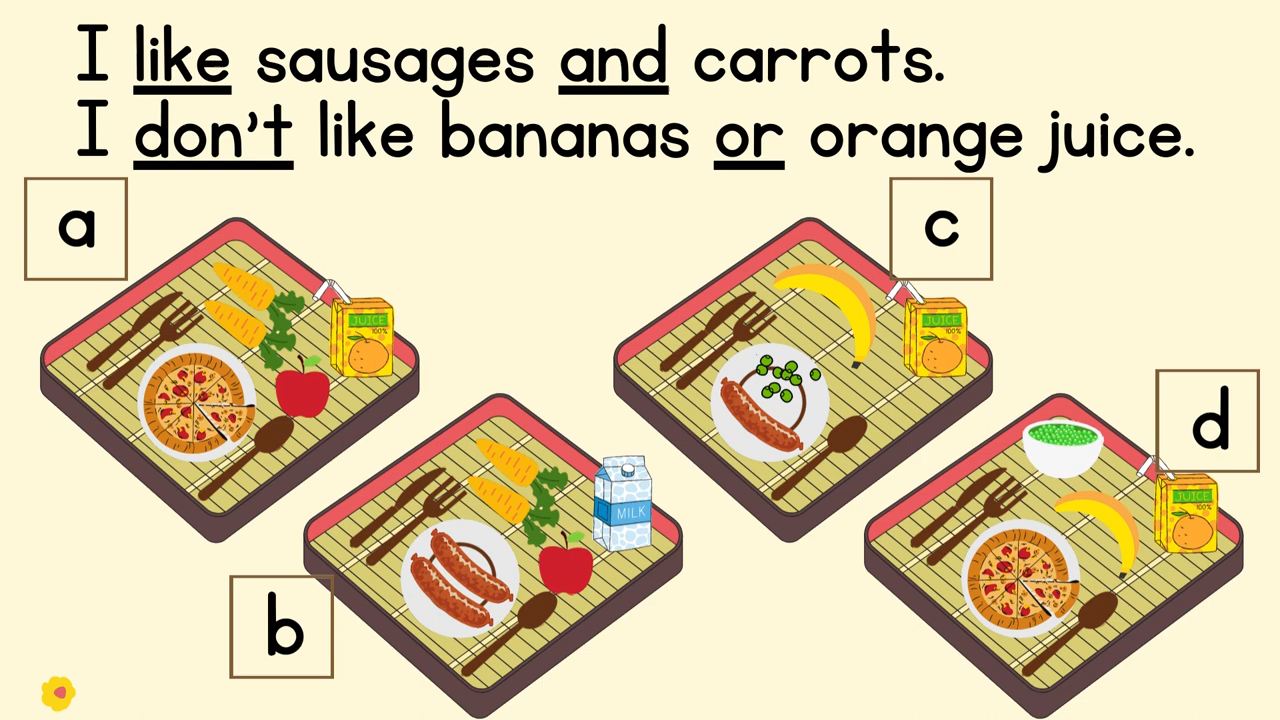 I like sausages and carrots.
I don't like bananas or orange juice.
a
c
JUICE
100%
JUICE
100%
d
MILK
JUICE
100%
b